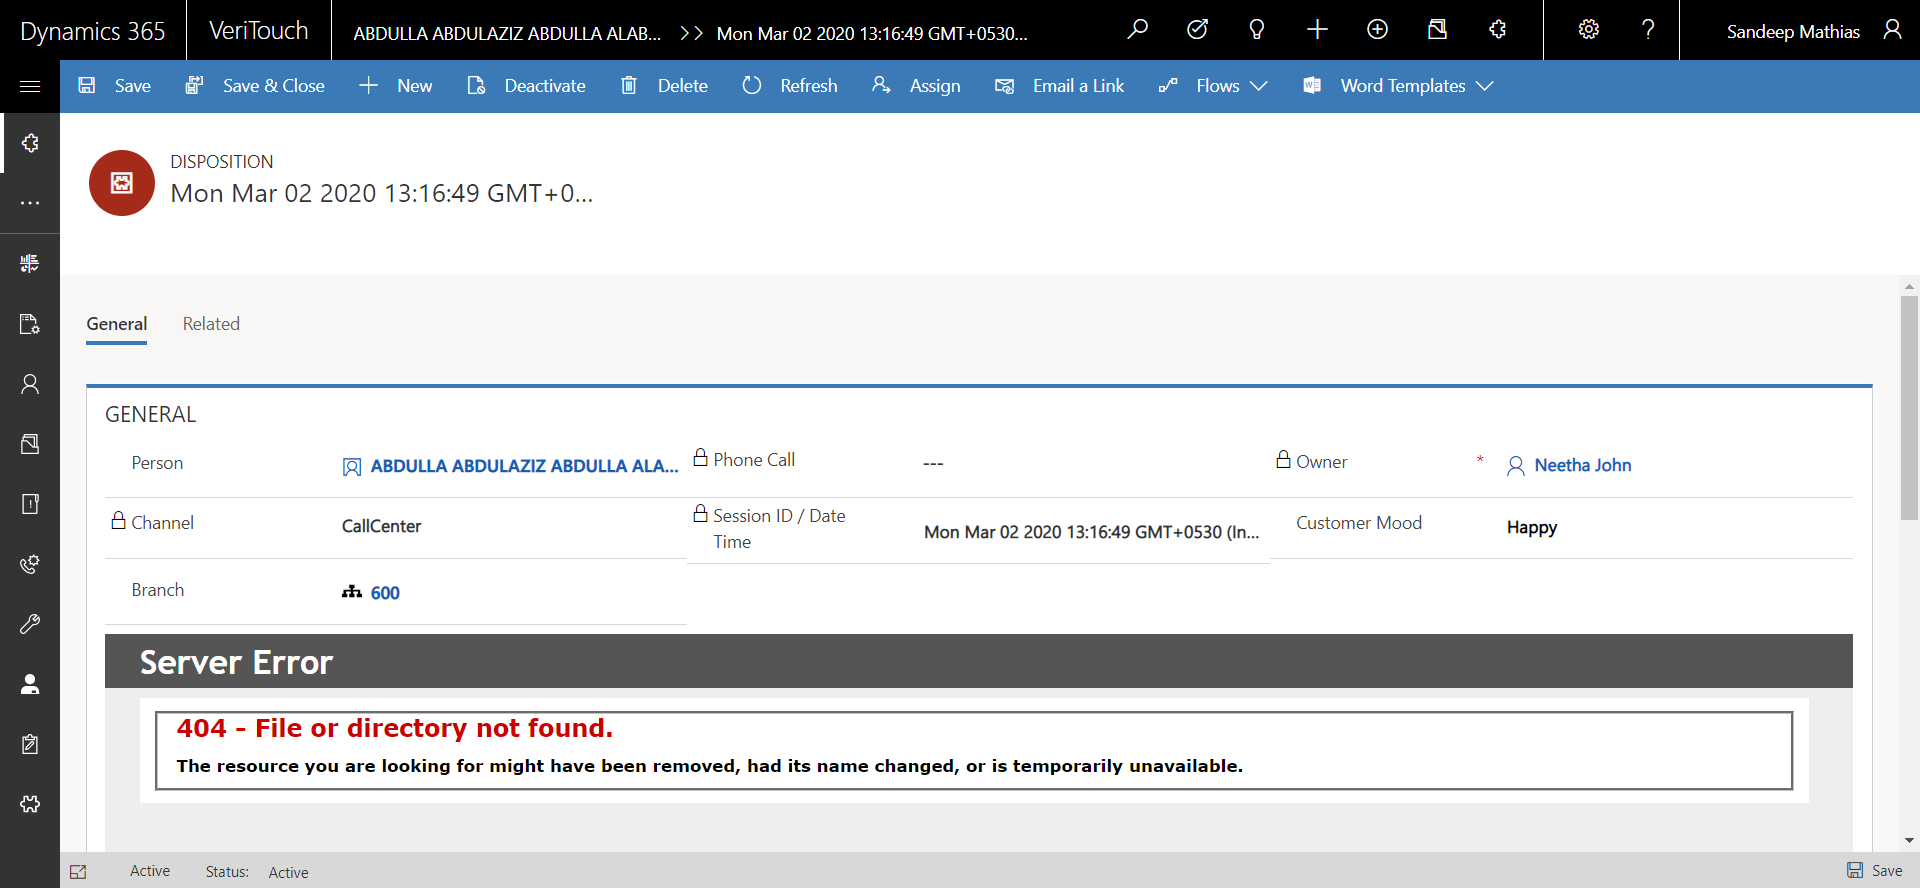 Dynamics 365
VeriTouch
ABDULLA ABDULAZIZ ABDULLA ALAB... >> Mon Mar 02 2020 13:16:49 GMT+0530...
Sandeep Mathias
Save
Save & Close
New
Deactivate
Delete
Refresh
Assign
Email a Link
Flows
Word Templates
DISPOSITION
Mon Mar 02 2020 13:16:49 GMT+0...
General
Related
GENERAL
Person
ABDULLA ABDULAZIZ ABDULLA ALA...
Phone Call
---
Owner
*
Neetha John
Channel
CallCenter
Session ID / Date
Time
Mon Mar 02 2020 13:16:49 GMT+0530 (In...
Customer Mood
Happy
Branch
600
Server Error
404 - File or directory not found.
The resource you are looking for might have been removed, had its name changed, or is temporarily unavailable.
Active
Status:
Active
Save